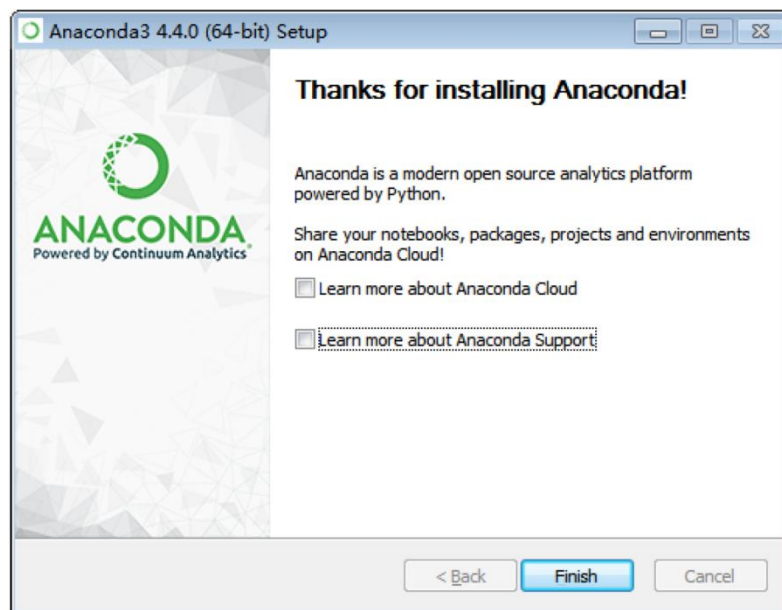 Anaconda3 4.4.0 (64-bit) Setup
Thanks for installing Anaconda!
ANACONDA
Powered by Continuum Analytics
Anaconda is a modern open source analytics platform
powered by Python.
Share your notebooks, packages, projects and environments
on Anaconda Cloud!
Learn more about Anaconda Cloud
Learn more about Anaconda Support
< Back
Finish
Cancel